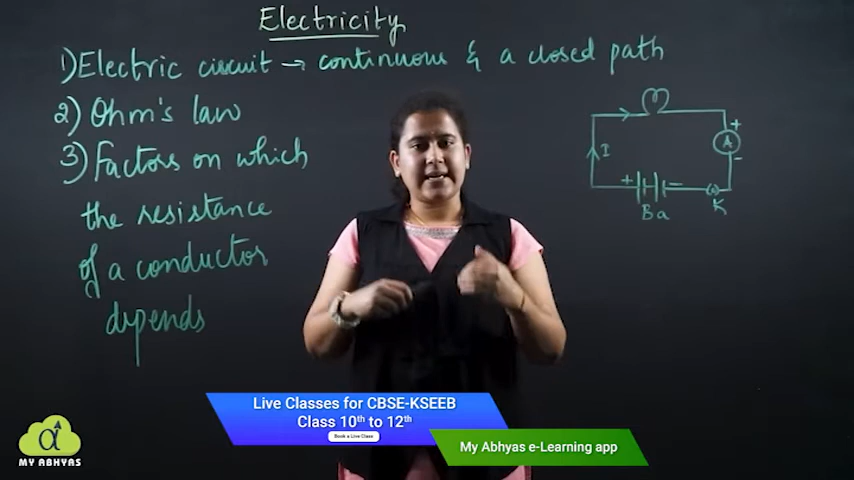 Electricity
1) Electric circuit → continuous & a closed path
2) Ohm's law
3) Factors on which
the resistance
of a conductor
depends
I
A
+
-
+
-
Ba
K
Live Classes for CBSE-KSEEB
Class 10th to 12th
Book a Live Class
My Abhyas e-Learning app
MY ABHYAS